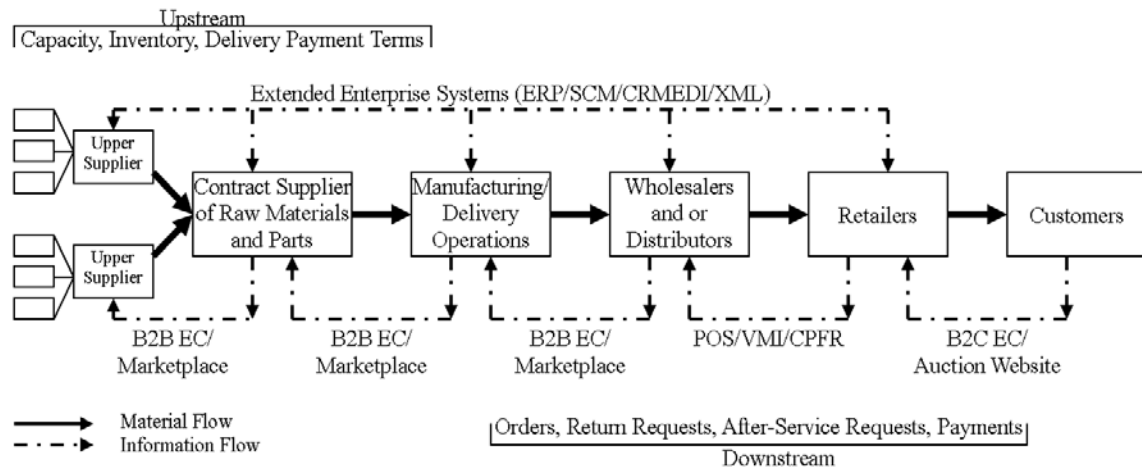 Upstream
Capacity, Inventory, Delivery Payment Terms
Extended Enterprise Systems (ERP/SCM/CRMEDI/XML)
Upper
Supplier
Contract Supplier
of Raw Materials
and Parts
Manufacturing/
Delivery
Operations
Wholesalers
and or
Distributors
Retailers
Customers
Upper
Supplier
B2B EC/
Marketplace
B2B EC/
Marketplace
B2B EC/
Marketplace
POS/VMI/CPFR
B2C EC/
Auction Website
Material Flow
Information Flow
Orders, Return Requests, After-Service Requests, Payments
Downstream